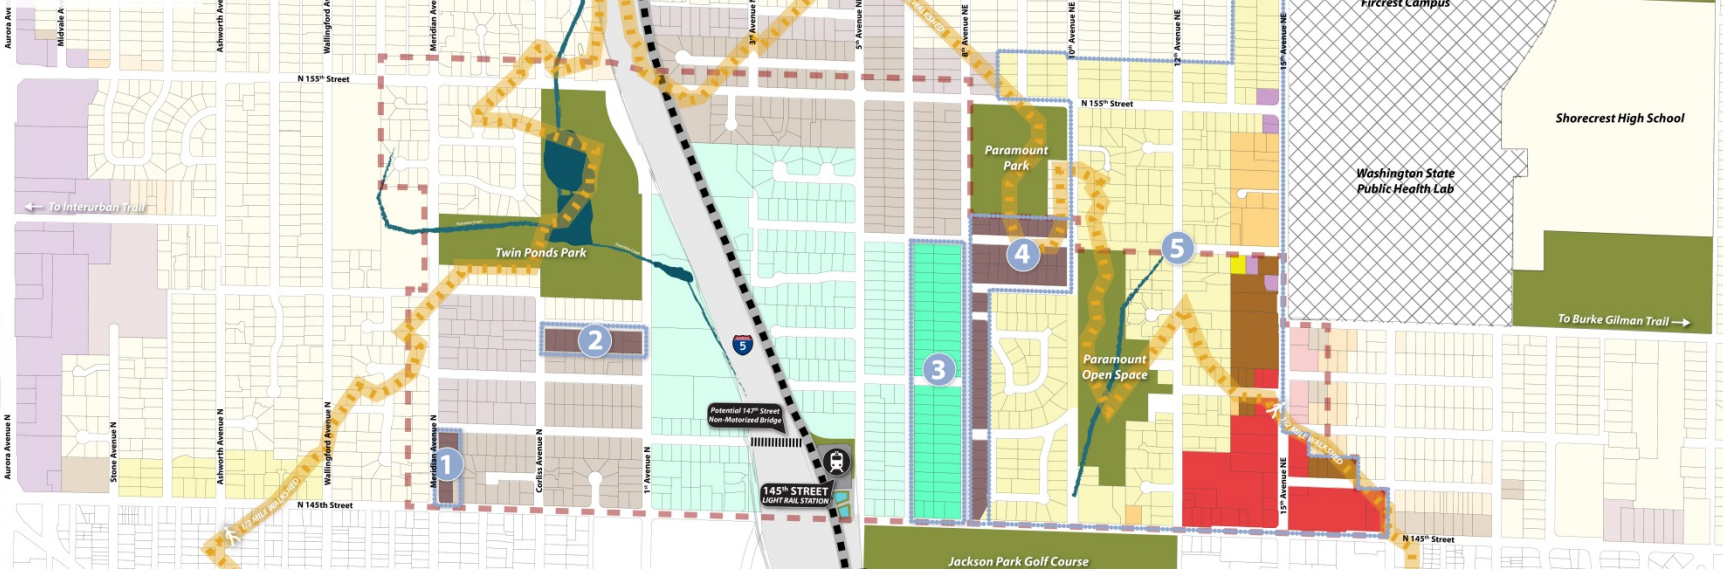 Aurora Ave
Midvale A
Ashworth Ave
Wallingford Ave
Meridian Ave
3rd Avenue N
5th Avenue NE
WALKSHED
8th Avenue NE
10th Avenue NE
12th Avenue NE
15th Avenue NE
Fircrest Campus
N 155th Street
N 155th Street
Shorecrest High School
Paramount
Park
Washington State
Public Health Lab
To Interurban Trail
Twin Ponds Park
4
5
To Burke Gilman Trail
2
5
3
Paramount
Open Space
Potential 147th Street
Non-Motorized Bridge
1
Aurora Avenue N
Stone Avenue N
Ashworth Avenue N
Wallingford Avenue N
Meridian Avenue N
Corliss Avenue N
1st Avenue N
15th Avenue NE
1/2 MILE WALKSHED
1/2 MILE WALKSHED
145th STREET
LIGHT RAIL STATION
N 145th Street
N 145th Street
Jackson Park Golf Course